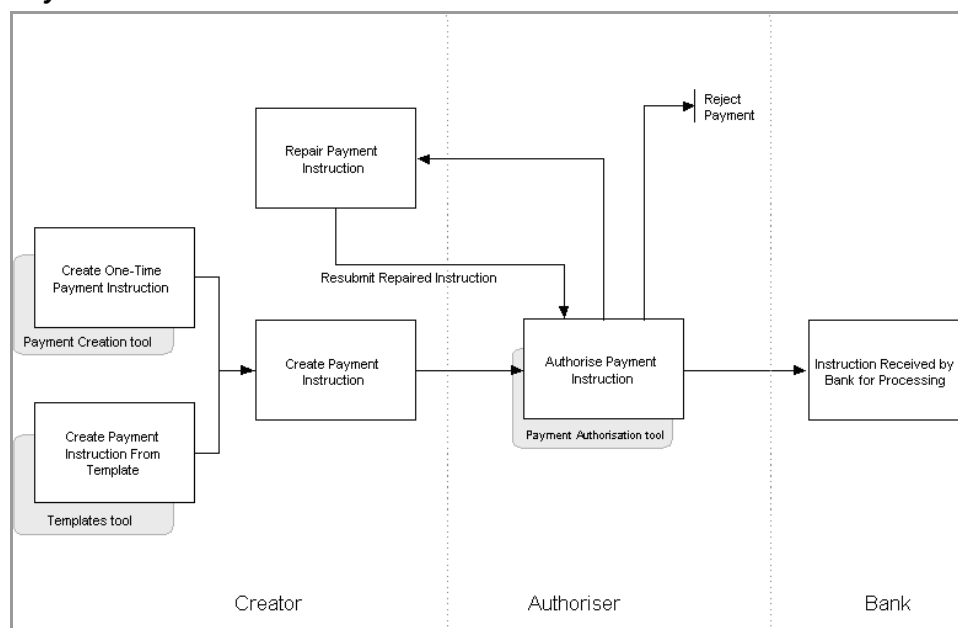 Reject
Payment
Repair Payment
Instruction
Create One-Time
Payment Instruction
Resubmit Repaired Instruction
Payment Creation tool
Create Payment
Instruction
Authorise Payment
Instruction
Instruction Received by
Bank for Processing
Create Payment
Instruction From
Template
Payment Authorisation tool
Templates tool
Creator
Authoriser
Bank